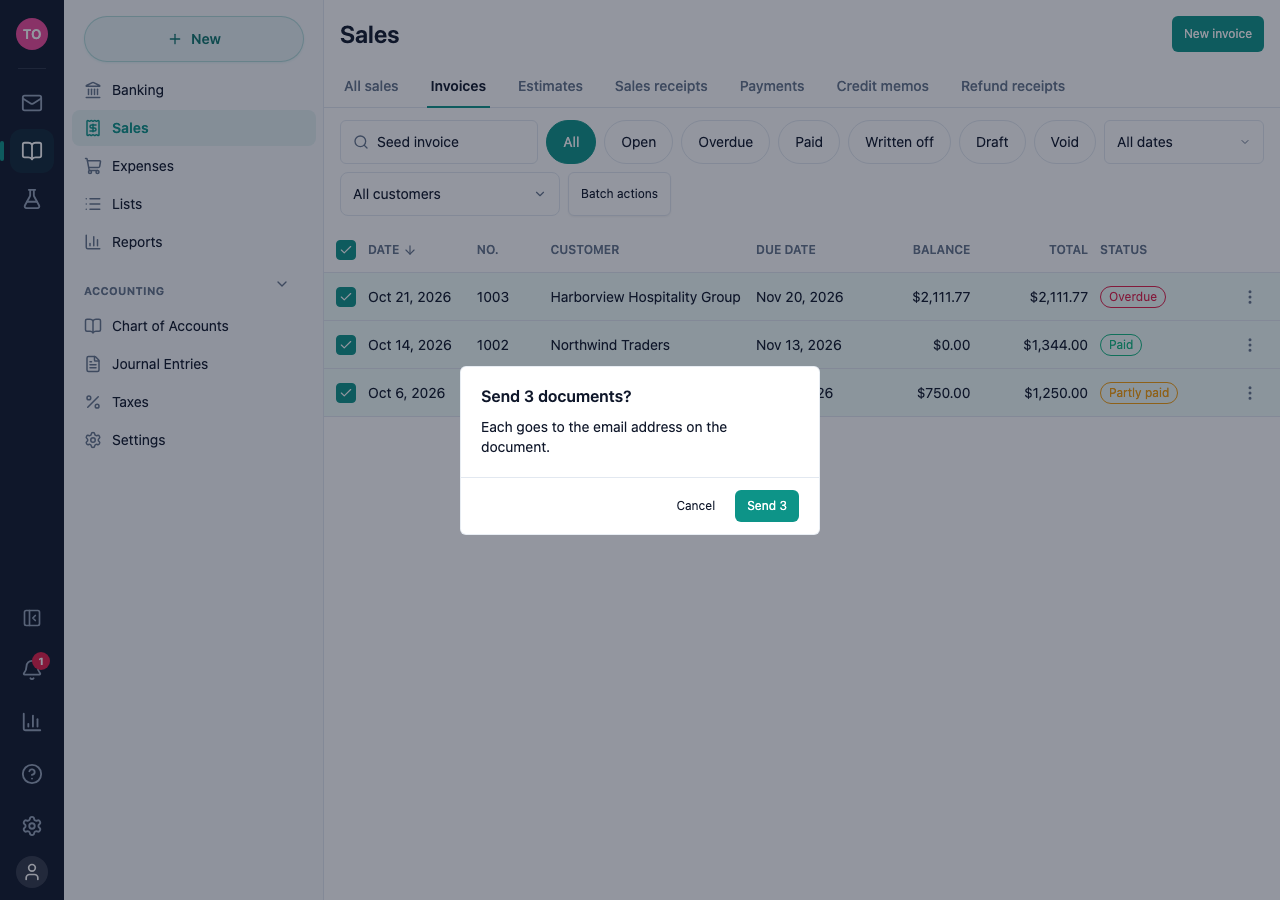 TO
New
Banking
Sales
Expenses
Lists
Reports
ACCOUNTING
Chart of Accounts
Journal Entries
Taxes
Settings
1
Sales
New invoice
All sales Invoices Estimates Sales receipts Payments Credit memos Refund receipts
Seed invoice All Open Overdue Paid Written off Draft Void All dates
All customers Batch actions
DATE NO. CUSTOMER DUE DATE BALANCE TOTAL STATUS
Oct 21, 2026 1003 Harborview Hospitality Group Nov 20, 2026 $2,111.77 $2,111.77 Overdue
Oct 14, 2026 1002 Northwind Traders Nov 13, 2026 $0.00 $1,344.00 Paid
Oct 6, 2026 $750.00 $1,250.00 Partly paid
Send 3 documents?
Each goes to the email address on the
document.
Cancel Send 3